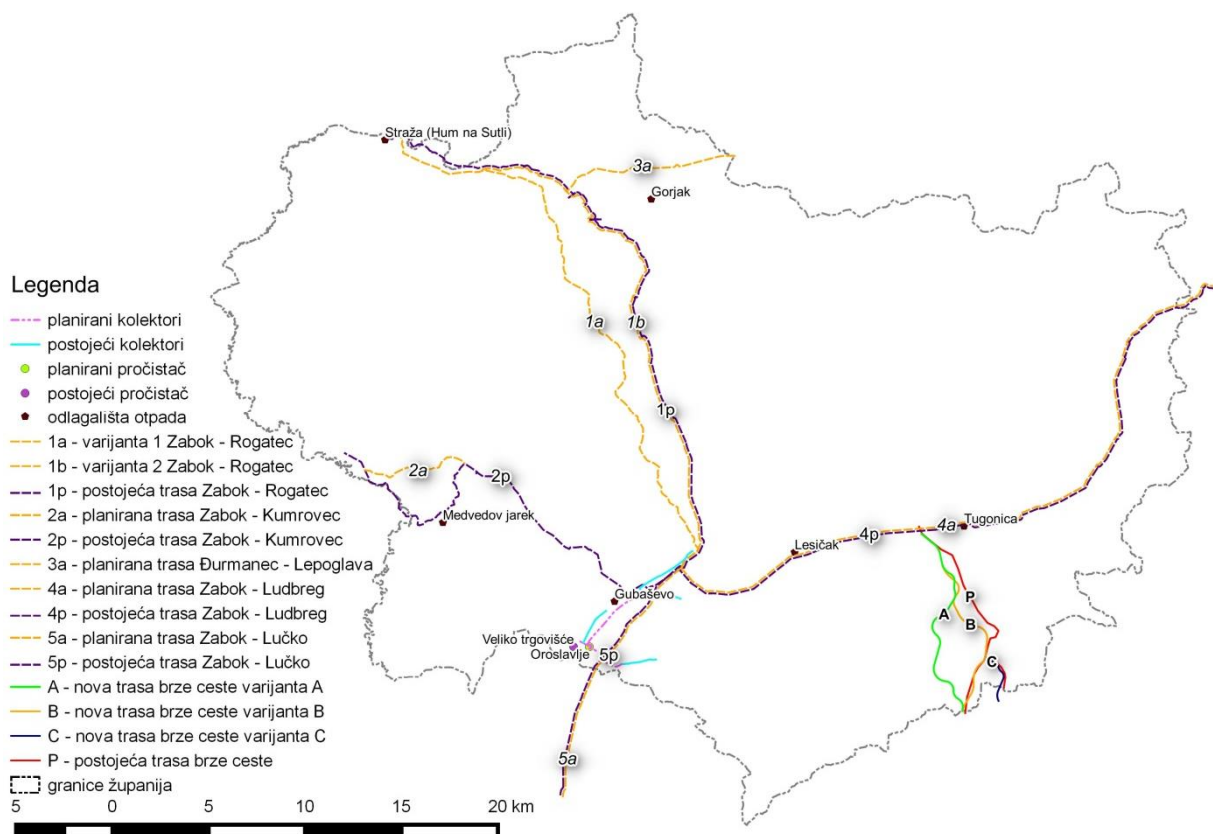 Straža (Hum na Sutli)
3a
Gorjak
Legenda
planirani kolektori
postojeći kolektori
planirani pročistač
postojeći pročistač
odlagališta otpada
1a - varijanta 1 Zabok - Rogatec
1b - varijanta 2 Zabok - Rogatec
1p - postojeća trasa Zabok - Rogatec
2a - planirana trasa Zabok - Kumrovec
2p - postojeća trasa Zabok - Kumrovec
3a - planirana trasa Đurmanec - Lepoglava
4a - planirana trasa Zabok - Ludbreg
4p - postojeća trasa Zabok - Ludbreg
5a - planirana trasa Zabok - Lučko
5p - postojeća trasa Zabok - Lučko
A - nova trasa brze ceste varijanta A
B - nova trasa brze ceste varijanta B
C - nova trasa brze ceste varijanta C
P - postojeća trasa brze ceste
granice županija
1a
1b
1p
2a
2p
Medvedov jarek
Tugonica
4a
4p
Lesičak
Gubaševo
P
A
B
Veliko trgovišće
Oroslavlje
5p
C
5a
5 0 5 10 15 20 km